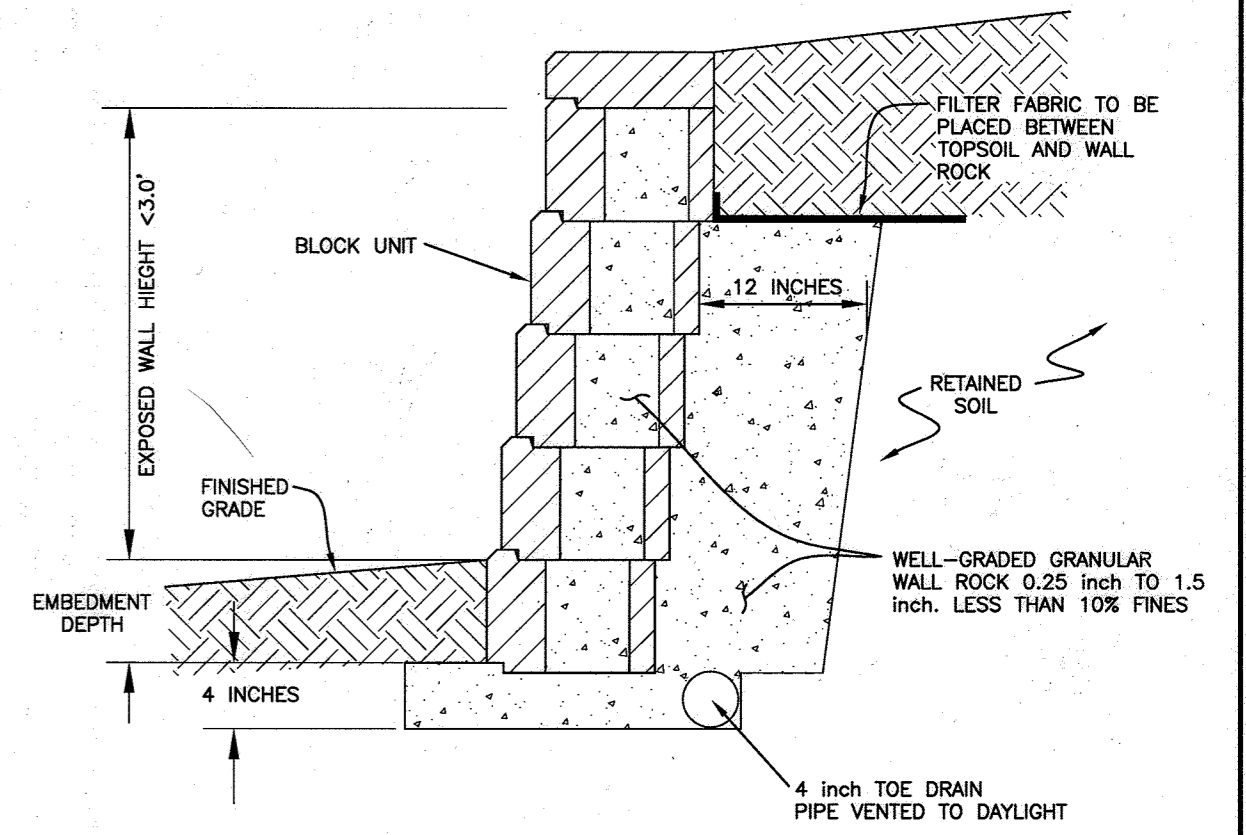 FILTER FABRIC TO BE
PLACED BETWEEN
TOPSOIL AND WALL
ROCK
EXPOSED WALL HIEGHT <3.0'
BLOCK UNIT
12 INCHES
RETAINED
SOIL
FINISHED
GRADE
WELL-GRADED GRANULAR
WALL ROCK 0.25 inch TO 1.5
inch. LESS THAN 10% FINES
EMBEDMENT
DEPTH
4 INCHES
4 inch TOE DRAIN
PIPE VENTED TO DAYLIGHT